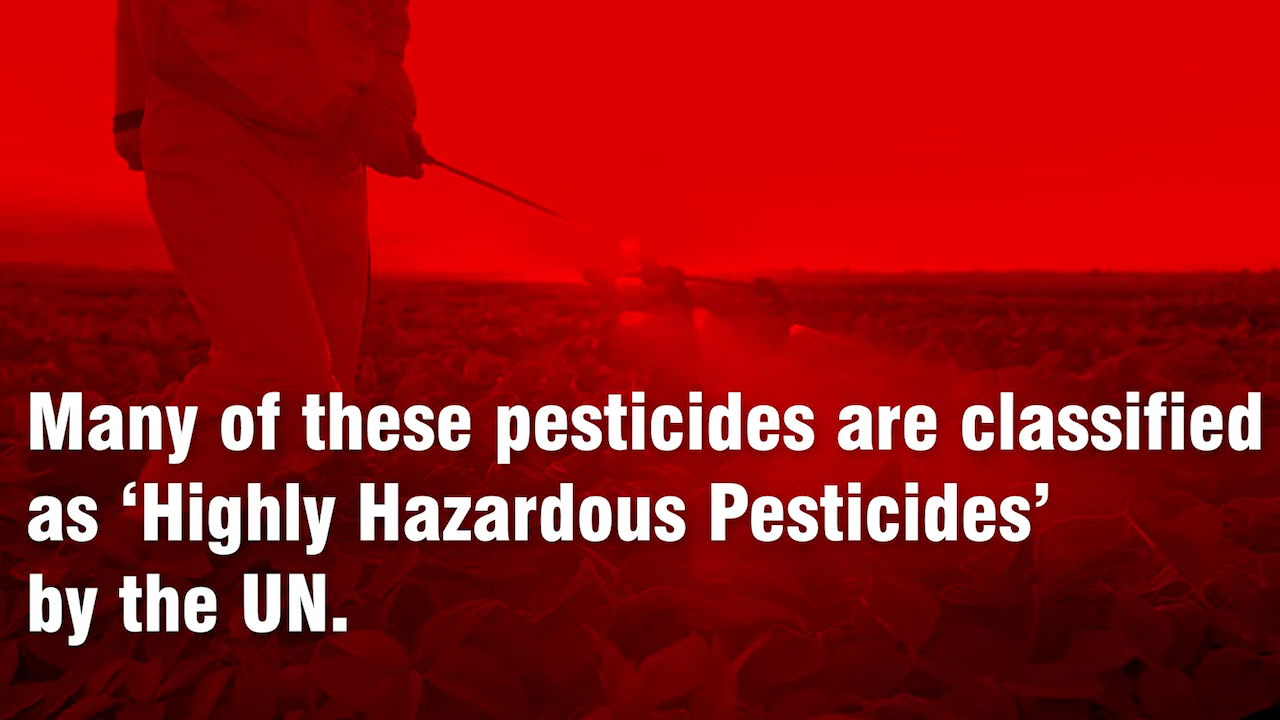 Many of these pesticides are classified
as ‘Highly Hazardous Pesticides’
by the UN.